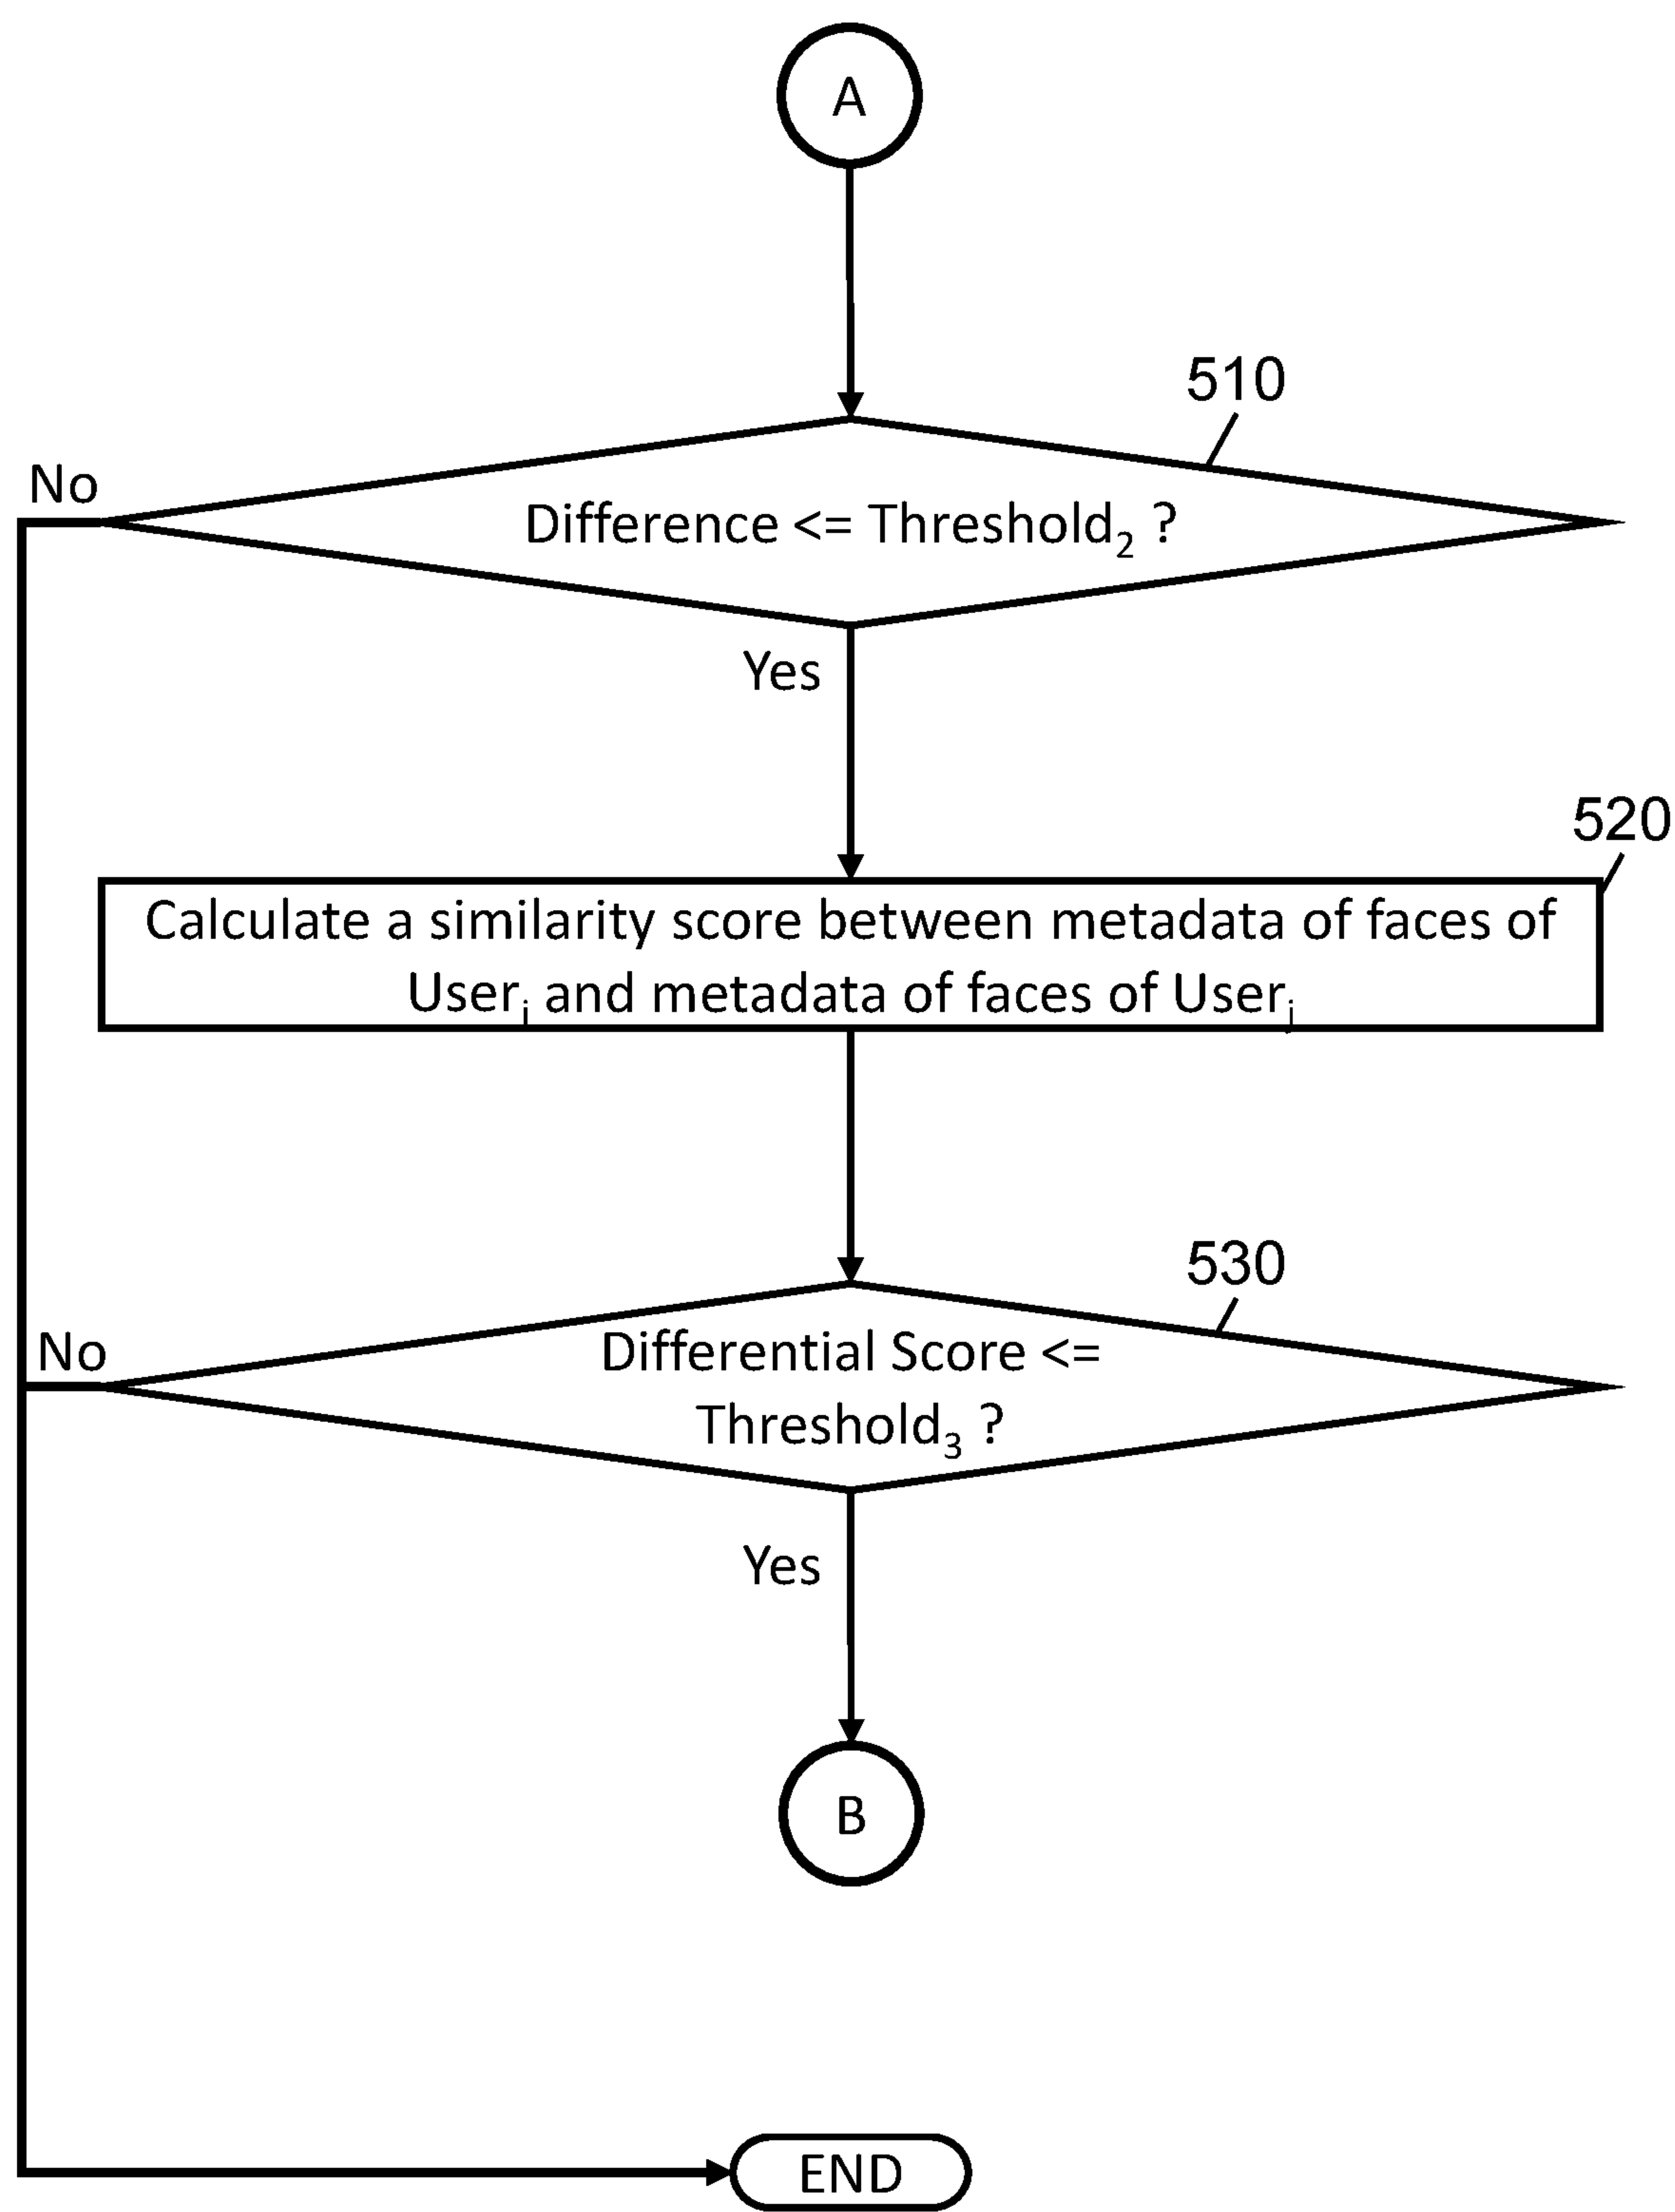 A
510
No
Difference <= Threshold₂ ?
Yes
520
Calculate a similarity score between metadata of faces of
Userᵢ and metadata of faces of Userⱼ
530
No
Differential Score <=
Threshold₃ ?
Yes
B
END